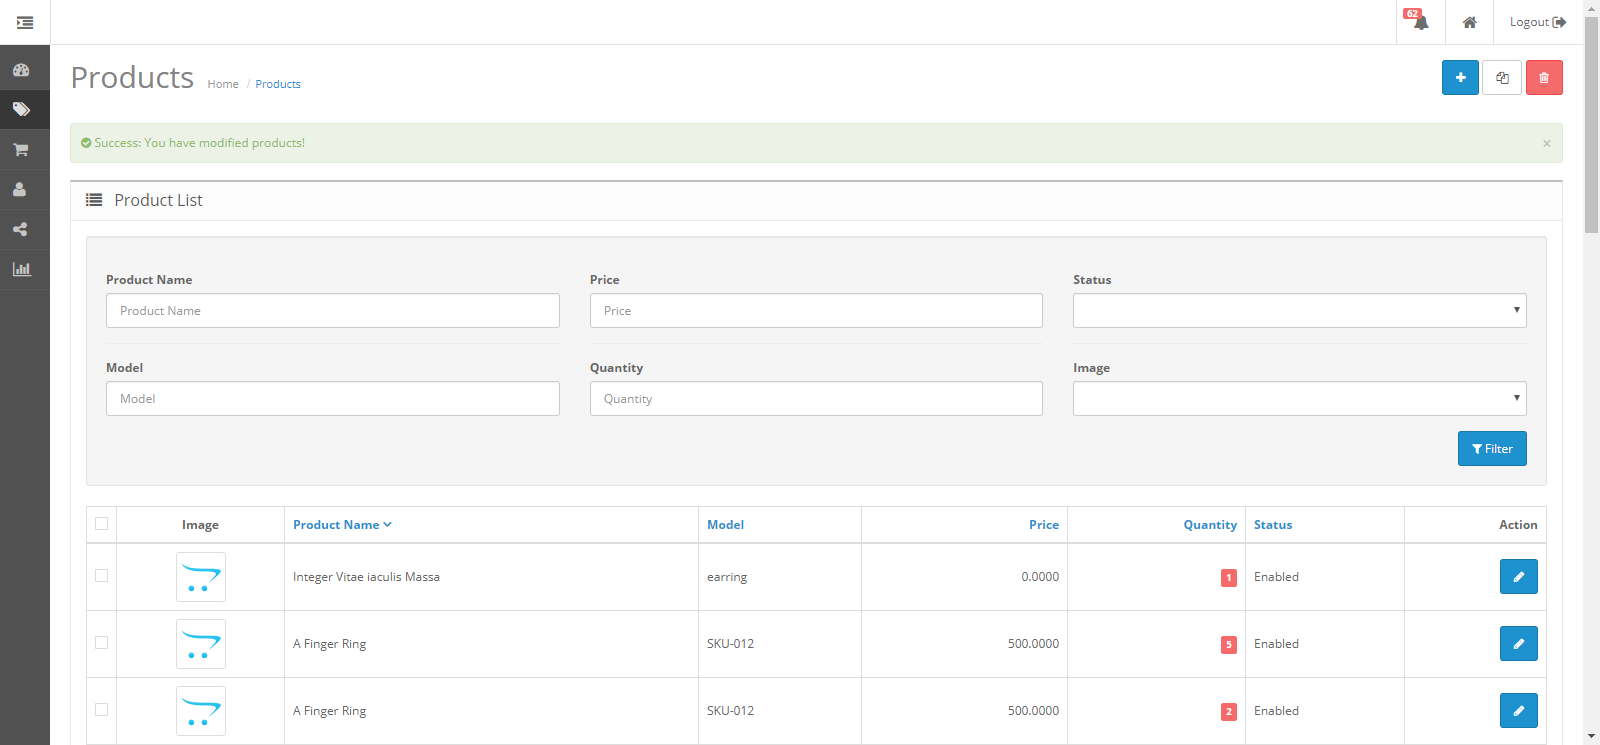 62
Logout
Products Home / Products
Success: You have modified products! ×
Product List
Product Name Price Status
Product Name Price
Model Quantity Image
Model Quantity
Filter
Image Product Name Model Price Quantity Status Action
Integer Vitae iaculis Massa earring 0.0000 1 Enabled
A Finger Ring SKU-012 500.0000 5 Enabled
A Finger Ring SKU-012 500.0000 2 Enabled